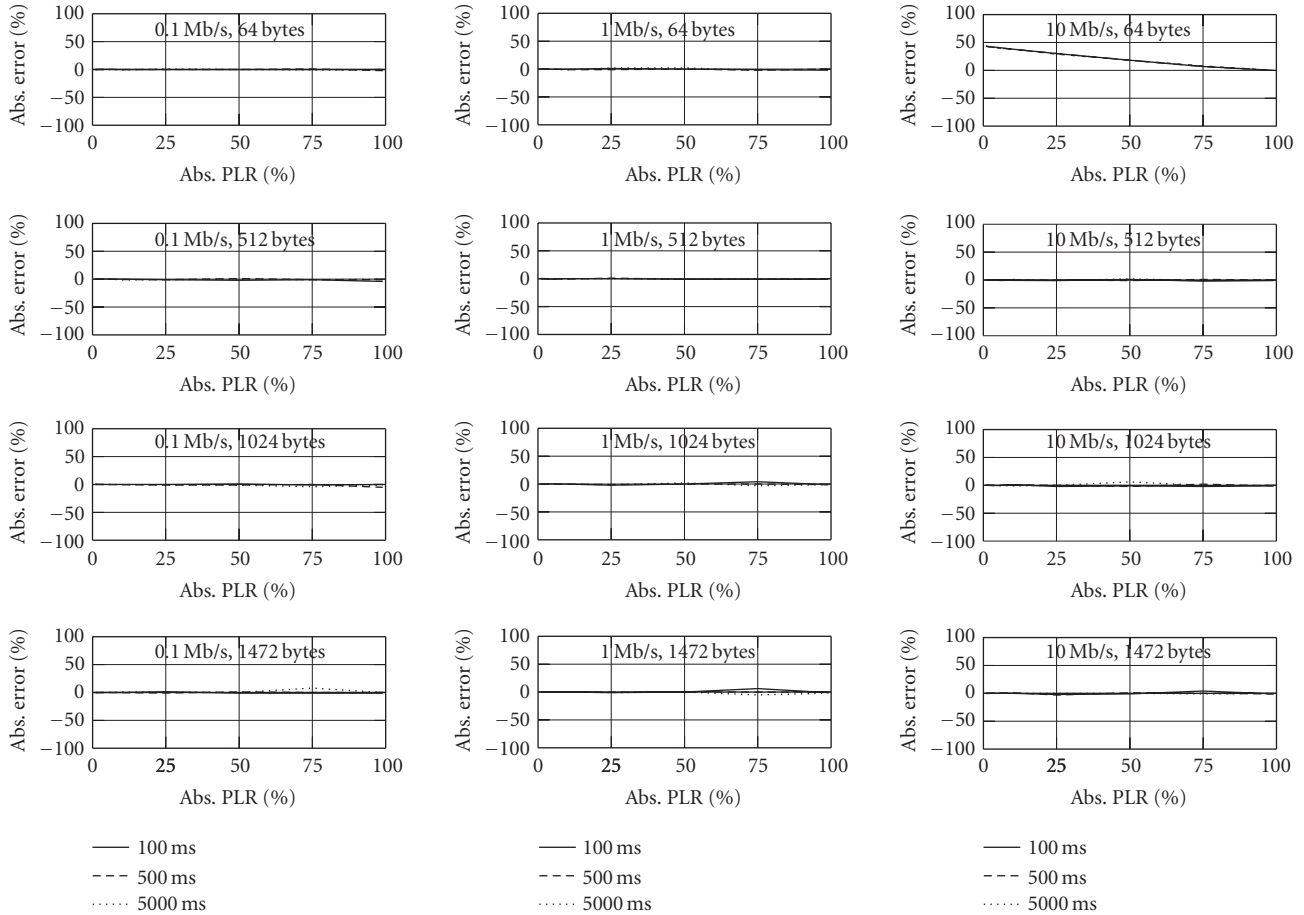 0.1 Mb/s, 64 bytes
Abs. error (%)
100
50
0
−50
−100
0 25 50 75 100
Abs. PLR (%)
1 Mb/s, 64 bytes
Abs. error (%)
100
50
0
−50
−100
0 25 50 75 100
Abs. PLR (%)
10 Mb/s, 64 bytes
Abs. error (%)
100
50
0
−50
−100
0 25 50 75 100
Abs. PLR (%)
0.1 Mb/s, 512 bytes
Abs. error (%)
100
50
0
−50
−100
0 25 50 75 100
Abs. PLR (%)
1 Mb/s, 512 bytes
Abs. error (%)
100
50
0
−50
−100
0 25 50 75 100
Abs. PLR (%)
10 Mb/s, 512 bytes
Abs. error (%)
100
50
0
−50
−100
0 25 50 75 100
Abs. PLR (%)
0.1 Mb/s, 1024 bytes
Abs. error (%)
100
50
0
−50
−100
0 25 50 75 100
Abs. PLR (%)
1 Mb/s, 1024 bytes
Abs. error (%)
100
50
0
−50
−100
0 25 50 75 100
Abs. PLR (%)
10 Mb/s, 1024 bytes
Abs. error (%)
100
50
0
−50
−100
0 25 50 75 100
Abs. PLR (%)
0.1 Mb/s, 1472 bytes
Abs. error (%)
100
50
0
−50
−100
0 25 50 75 100
Abs. PLR (%)
1 Mb/s, 1472 bytes
Abs. error (%)
100
50
0
−50
−100
0 25 50 75 100
Abs. PLR (%)
10 Mb/s, 1472 bytes
Abs. error (%)
100
50
0
−50
−100
0 25 50 75 100
Abs. PLR (%)
100 ms
500 ms
5000 ms
100 ms
500 ms
5000 ms
100 ms
500 ms
5000 ms